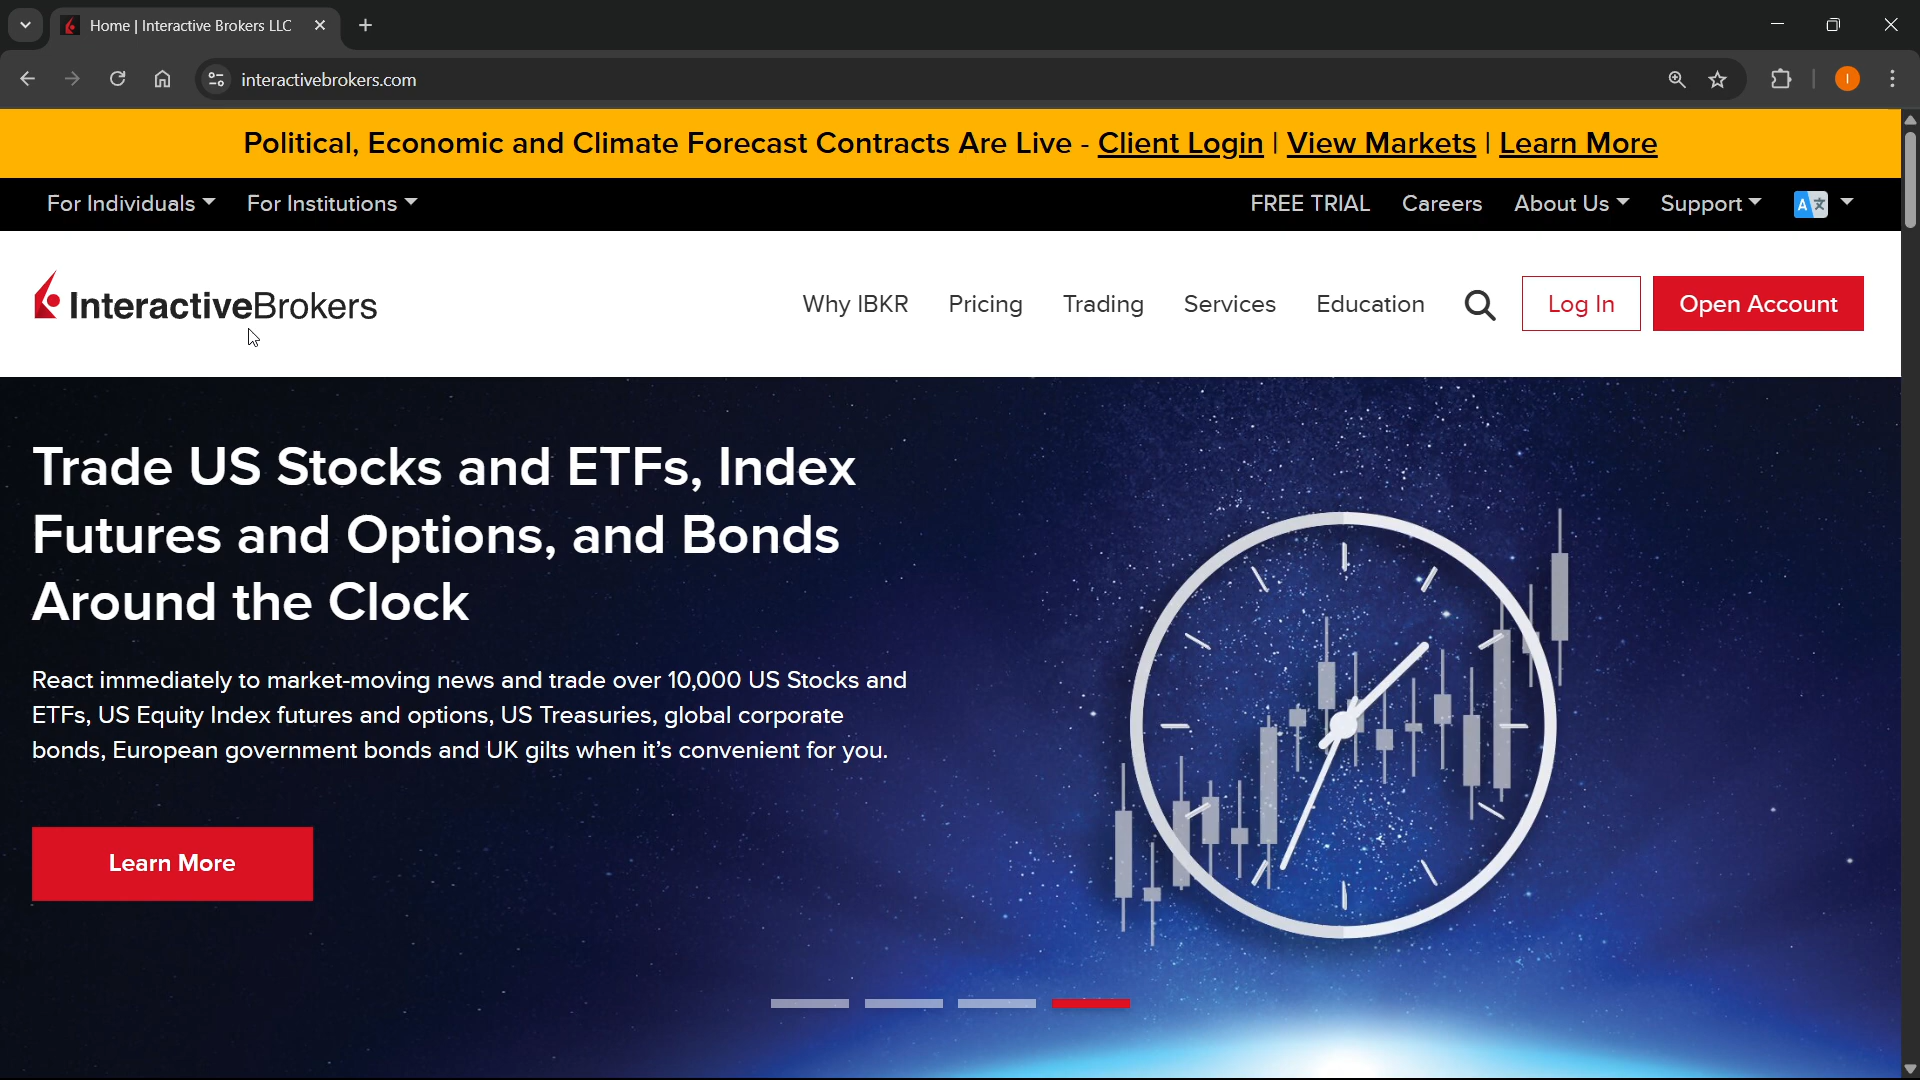 Home | Interactive Brokers LLC
interactivebrokers.com
I
Political, Economic and Climate Forecast Contracts Are Live - Client Login | View Markets | Learn More
For Individuals For Institutions FREE TRIAL Careers About Us Support A文
InteractiveBrokers Why IBKR Pricing Trading Services Education Log In Open Account
Trade US Stocks and ETFs, Index
Futures and Options, and Bonds
Around the Clock
React immediately to market-moving news and trade over 10,000 US Stocks and
ETFs, US Equity Index futures and options, US Treasuries, global corporate
bonds, European government bonds and UK gilts when it's convenient for you.
Learn More